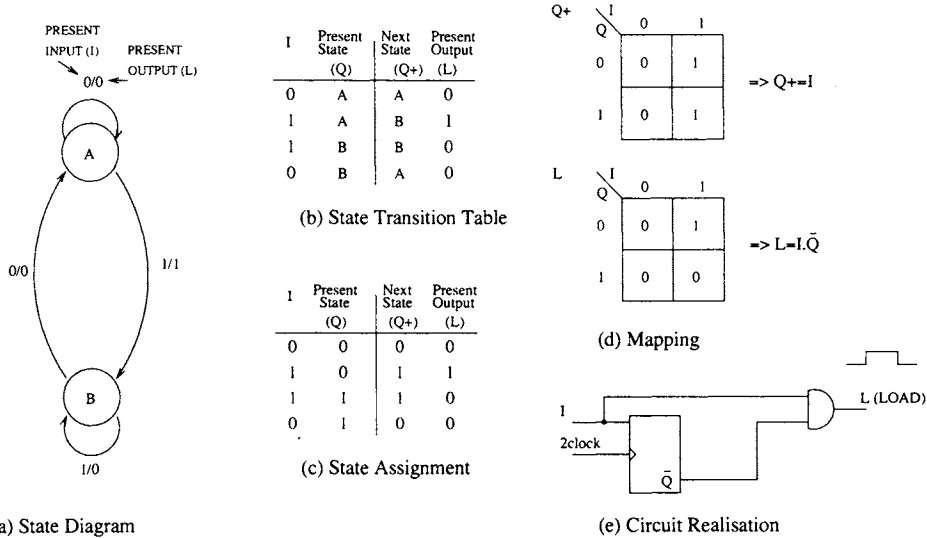 PRESENT
INPUT (I)
PRESENT
OUTPUT (L)
0/0
A
0/0
1/1
B
1/0
a) State Diagram
I Present State (Q) Next State (Q+) Present Output (L)
0 A A 0
1 A B 1
1 B B 0
0 B A 0
(b) State Transition Table
I Present State (Q) Next State (Q+) Present Output (L)
0 0 0 0
1 0 1 1
1 1 1 0
0 1 0 0
(c) State Assignment
Q+ I
Q 0 1
0 0 1
1 0 1
=> Q+=I
L I
Q 0 1
0 0 1
1 0 0
=> L=I.Q̄
(d) Mapping
I
2clock
Q̄
L (LOAD)
(e) Circuit Realisation